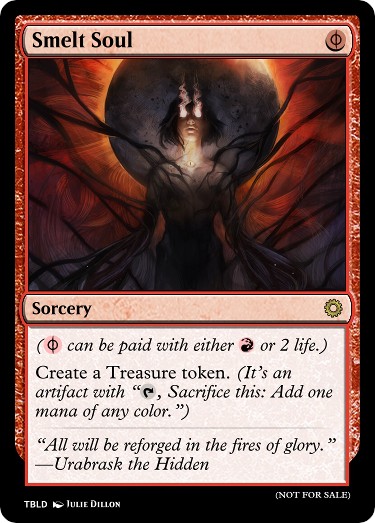 Smelt Soul
Sorcery
( can be paid with either or 2 life.)
Create a Treasure token. (It's an
artifact with “, Sacrifice this: Add one
mana of any color.”)
“All will be reforged in the fires of glory.”
—Urabrask the Hidden
(NOT FOR SALE)
TBLD Julie Dillon